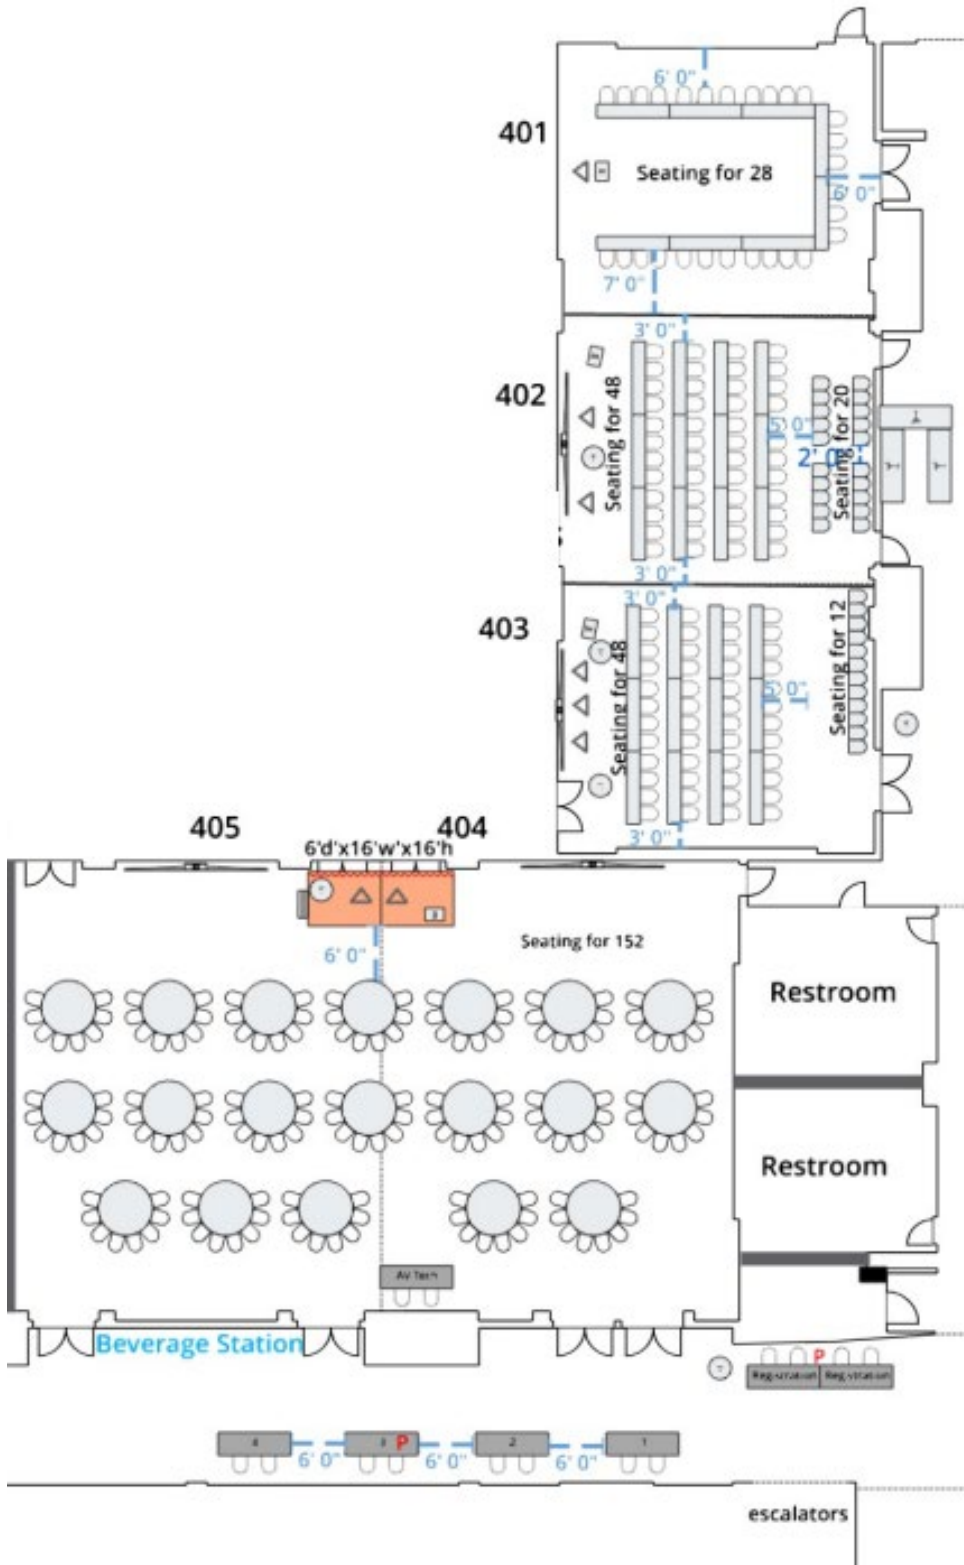 6' 0"
401
Seating for 28
6' 0"
7' 0"
3' 0"
402
Seating for 48
5' 0"
2' 0"
Seating for 20
3' 0"
3' 0"
403
Seating for 48
5' 0"
Seating for 12
3' 0"
405
404
6'd'x16'w'x16'h
6' 0"
Seating for 152
Restroom
Restroom
AV Tech
Beverage Station
P
Registration
Registration
4
3
P
2
1
6' 0"
6' 0"
6' 0"
escalators